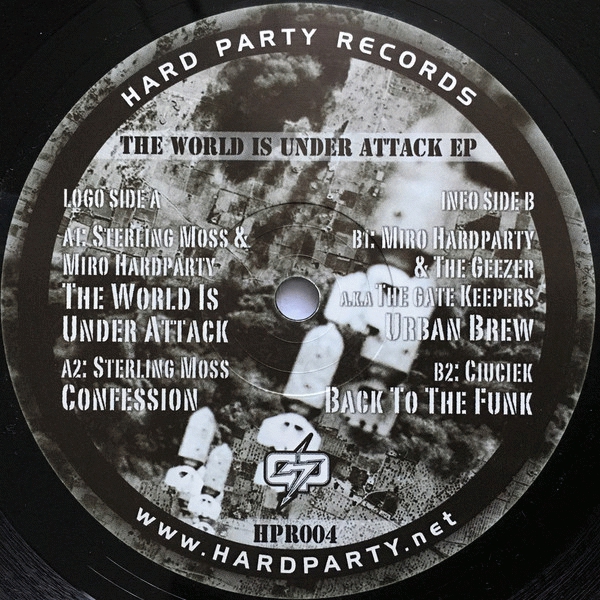 HARD PARTY RECORDS
THE WORLD IS UNDER ATTACK EP
LOGO SIDE A
A1: STERLING MOSS &
MIRO HARDPARTY
THE WORLD IS
UNDER ATTACK
A2: STERLING MOSS
CONFESSION
INFO SIDE B
B1: MIRO HARDPARTY
& THE GEEZER
A.K.A THE GATE KEEPERS
URBAN BREW
B2: CIUCIEK
BACK TO THE FUNK
HPR004
www.HARDPARTY.net